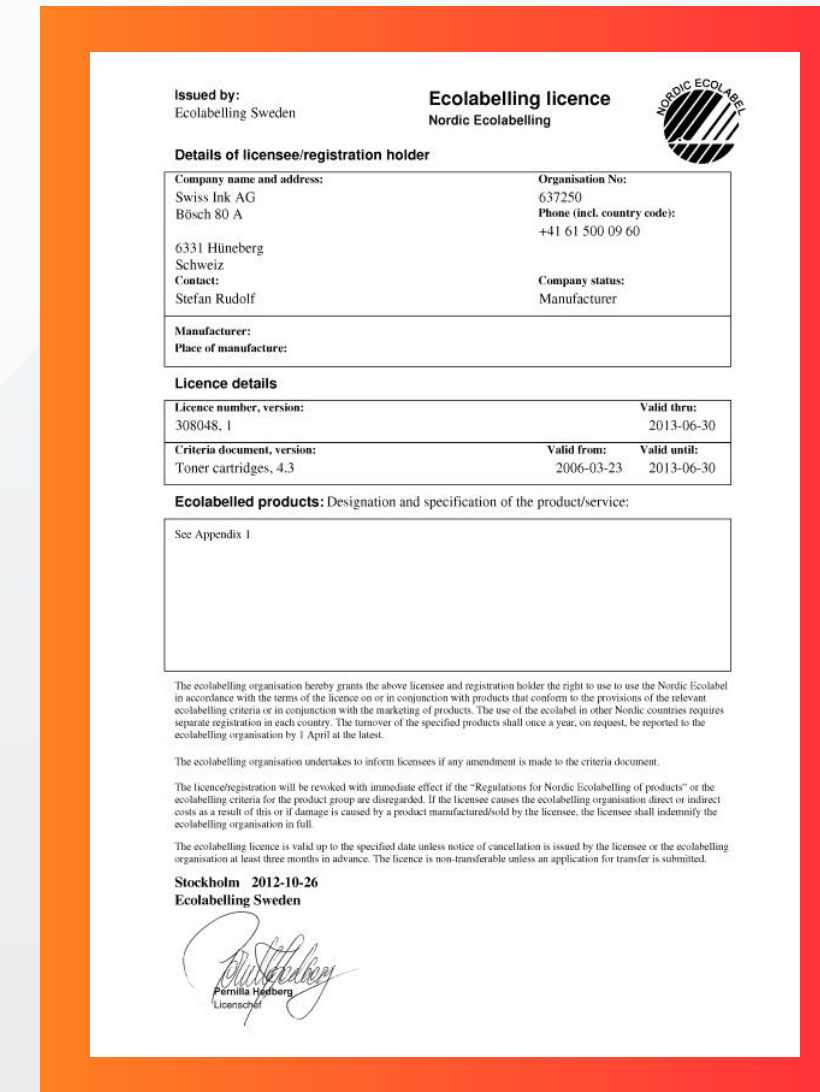 Issued by:
Ecolabelling Sweden
Ecolabelling licence
Nordic Ecolabelling
NORDIC ECOLABEL
Details of licensee/registration holder
Company name and address:
Swiss Ink AG
Bösch 80 A
6331 Hüneberg
Schweiz
Organisation No:
637250
Phone (incl. country code):
+41 61 500 09 60
Contact:
Stefan Rudolf
Company status:
Manufacturer
Manufacturer:
Place of manufacture:
Licence details
Licence number, version:
308048, 1
Valid thru:
2013-06-30
Criteria document, version:
Toner cartridges, 4.3
Valid from:
2006-03-23
Valid until:
2013-06-30
Ecolabelled products: Designation and specification of the product/service:
See Appendix 1
The ecolabelling organisation hereby grants the above licensee and registration holder the right to use to use the Nordic Ecolabel
in accordance with the terms of the licence on or in conjunction with products that conform to the provisions of the relevant
ecolabelling criteria or in conjunction with the marketing of products. The use of the ecolabel in other Nordic countries requires
separate registration in each country. The turnover of the specified products shall once a year, on request, be reported to the
ecolabelling organisation by 1 April at the latest.
The ecolabelling organisation undertakes to inform licensees if any amendment is made to the criteria document.
The licence/registration will be revoked with immediate effect if the “Regulations for Nordic Ecolabelling of products” or the
ecolabelling criteria for the product group are disregarded. If the licensee causes the ecolabelling organisation direct or indirect
costs as a result of this or if damage is caused by a product manufactured/sold by the licensee, the licensee shall indemnify the
ecolabelling organisation in full.
The ecolabelling licence is valid up to the specified date unless notice of cancellation is issued by the licensee or the ecolabelling
organisation at least three months in advance. The licence is non-transferable unless an application for transfer is submitted.
Stockholm 2012-10-26
Ecolabelling Sweden
Pernilla Hedberg
Licenschef